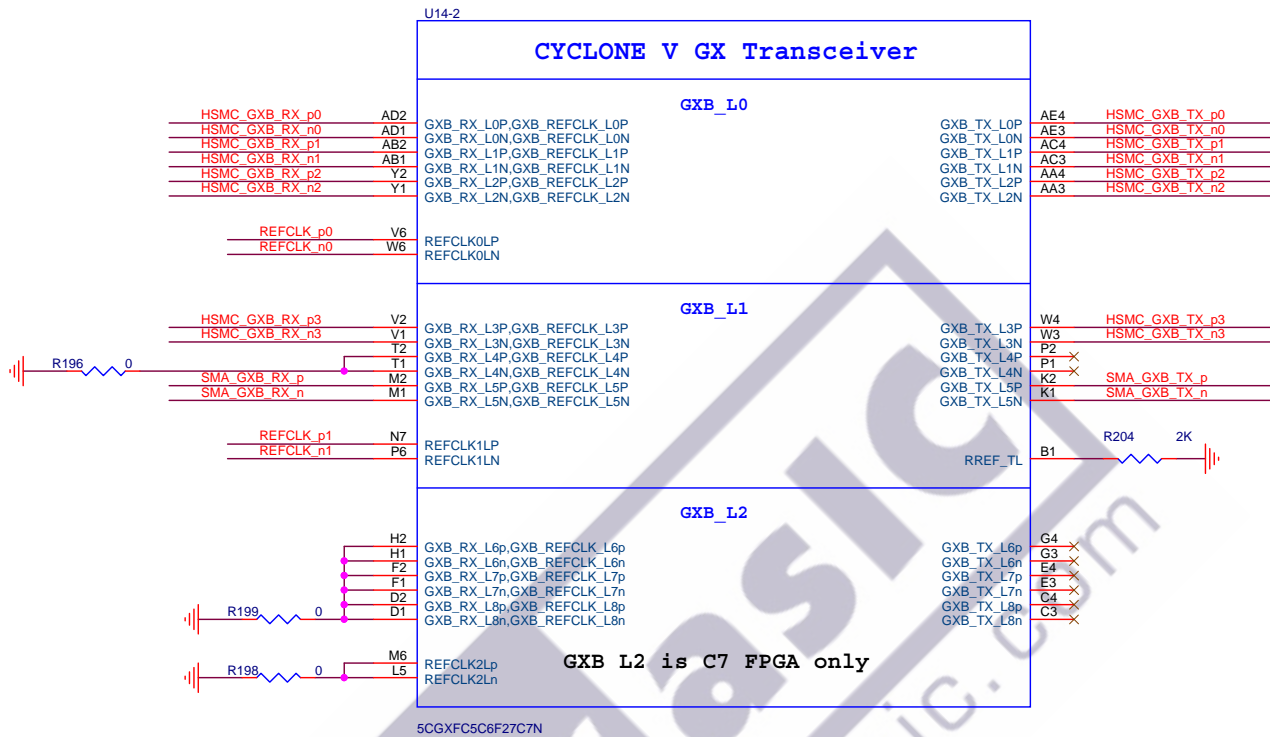 U14-2
CYCLONE V GX Transceiver
GXB_L0
HSMC_GXB_RX_p0 AD2 GXB_RX_L0P,GXB_REFCLK_L0P GXB_TX_L0P AE4 HSMC_GXB_TX_p0
HSMC_GXB_RX_n0 AD1 GXB_RX_L0N,GXB_REFCLK_L0N GXB_TX_L0N AE3 HSMC_GXB_TX_n0
HSMC_GXB_RX_p1 AB2 GXB_RX_L1P,GXB_REFCLK_L1P GXB_TX_L1P AC4 HSMC_GXB_TX_p1
HSMC_GXB_RX_n1 AB1 GXB_RX_L1N,GXB_REFCLK_L1N GXB_TX_L1N AC3 HSMC_GXB_TX_n1
HSMC_GXB_RX_p2 Y2 GXB_RX_L2P,GXB_REFCLK_L2P GXB_TX_L2P AA4 HSMC_GXB_TX_p2
HSMC_GXB_RX_n2 Y1 GXB_RX_L2N,GXB_REFCLK_L2N GXB_TX_L2N AA3 HSMC_GXB_TX_n2
REFCLK_p0 V6 REFCLK0LP
REFCLK_n0 W6 REFCLK0LN
GXB_L1
HSMC_GXB_RX_p3 V2 GXB_RX_L3P,GXB_REFCLK_L3P GXB_TX_L3P W4 HSMC_GXB_TX_p3
HSMC_GXB_RX_n3 V1 GXB_RX_L3N,GXB_REFCLK_L3N GXB_TX_L3N W3 HSMC_GXB_TX_n3
T2 GXB_RX_L4P,GXB_REFCLK_L4P GXB_TX_L4P P2
R196 0 T1 GXB_RX_L4N,GXB_REFCLK_L4N GXB_TX_L4N P1
SMA_GXB_RX_p M2 GXB_RX_L5P,GXB_REFCLK_L5P GXB_TX_L5P K2 SMA_GXB_TX_p
SMA_GXB_RX_n M1 GXB_RX_L5N,GXB_REFCLK_L5N GXB_TX_L5N K1 SMA_GXB_TX_n
REFCLK_p1 N7 REFCLK1LP R204 2K
REFCLK_n1 P6 REFCLK1LN RREF_TL B1
GXB_L2
H2 GXB_RX_L6p,GXB_REFCLK_L6p GXB_TX_L6p G4
H1 GXB_RX_L6n,GXB_REFCLK_L6n GXB_TX_L6n G3
F2 GXB_RX_L7p,GXB_REFCLK_L7p GXB_TX_L7p E4
F1 GXB_RX_L7n,GXB_REFCLK_L7n GXB_TX_L7n E3
D2 GXB_RX_L8p,GXB_REFCLK_L8p GXB_TX_L8p C4
R199 0 D1 GXB_RX_L8n,GXB_REFCLK_L8n GXB_TX_L8n C3
M6 REFCLK2Lp GXB L2 is C7 FPGA only
R198 0 L5 REFCLK2Ln
5CGXFC5C6F27C7N
asic
ic.com